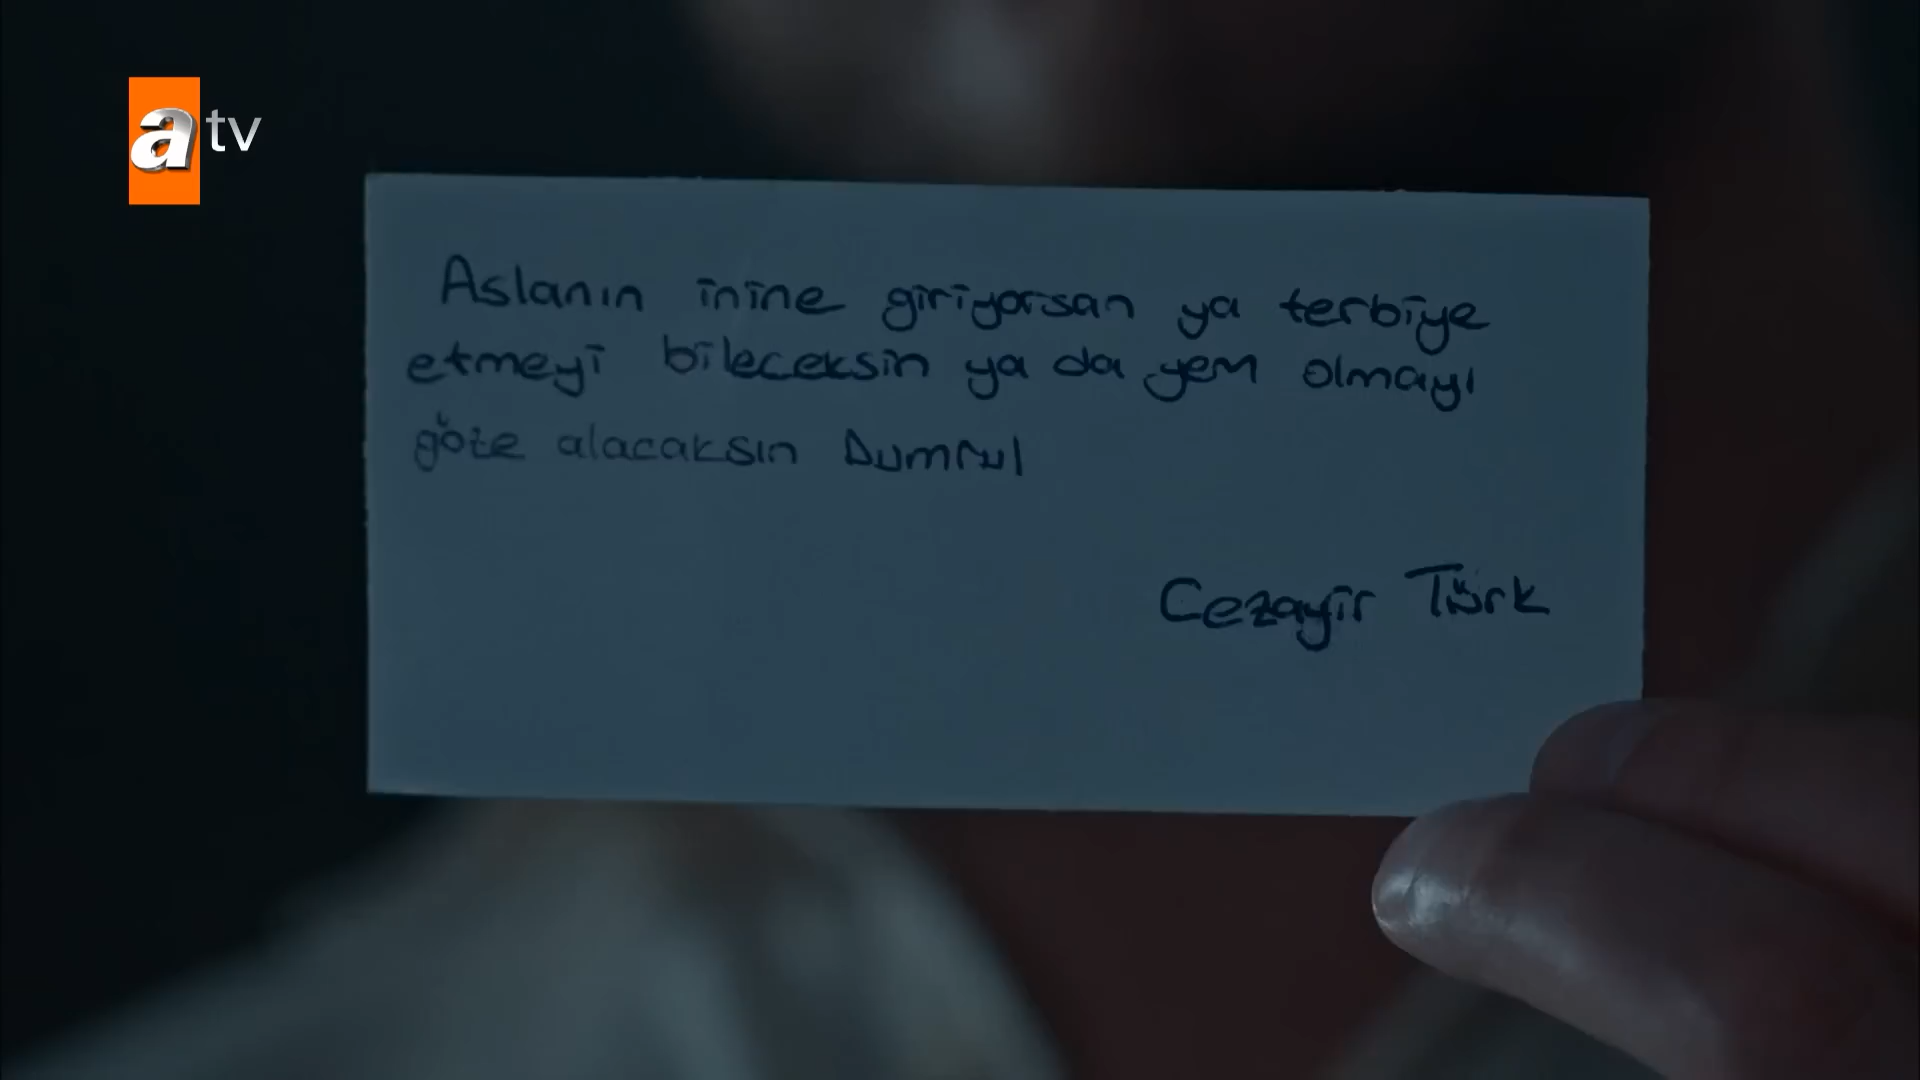 atv
Aslanın inine giriyorsan ya terbiye
etmeyi bileceksin ya da yem olmayı
göze alacaksın Dumrul
Cezayir Türk